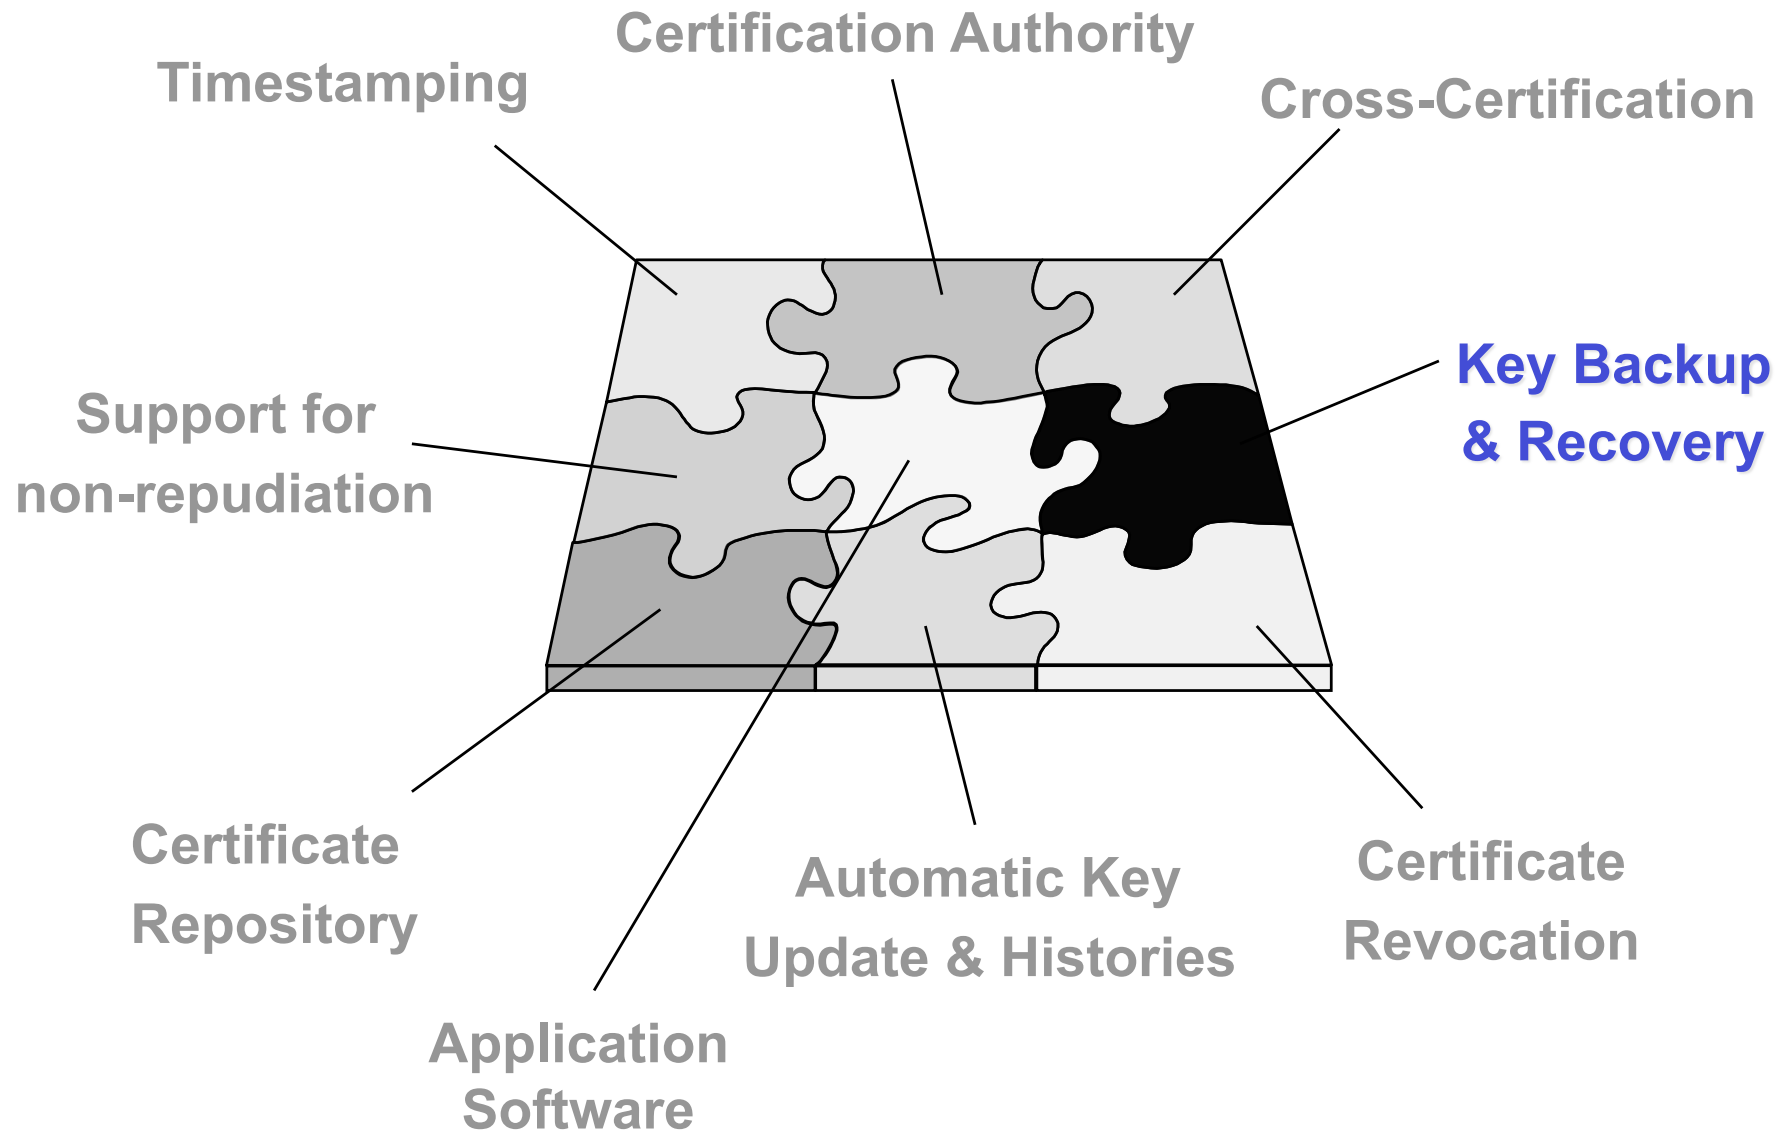 Certification Authority
Timestamping
Cross-Certification
Key Backup
& Recovery
Support for
non-repudiation
Certificate
Repository
Automatic Key
Update & Histories
Certificate
Revocation
Application
Software